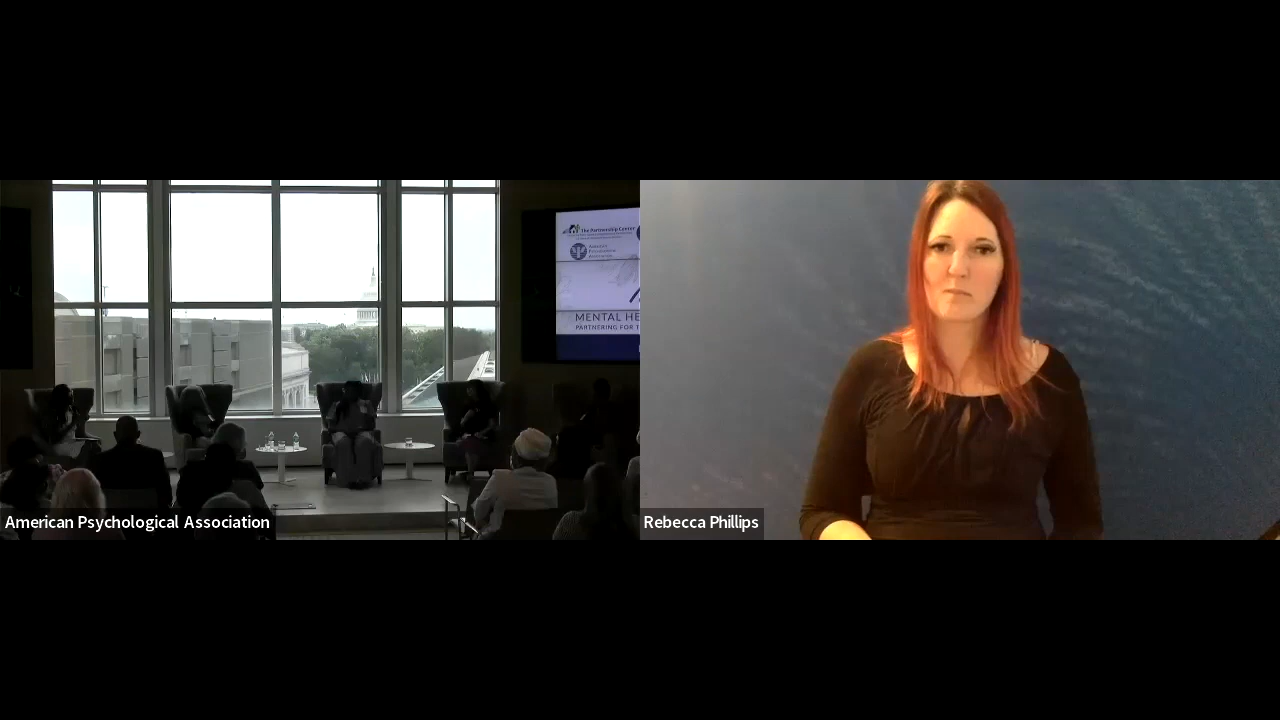 The Partnership Center
American
Psychological
Association
MENTAL HE
PARTNERING FOR T
American Psychological Association
Rebecca Phillips